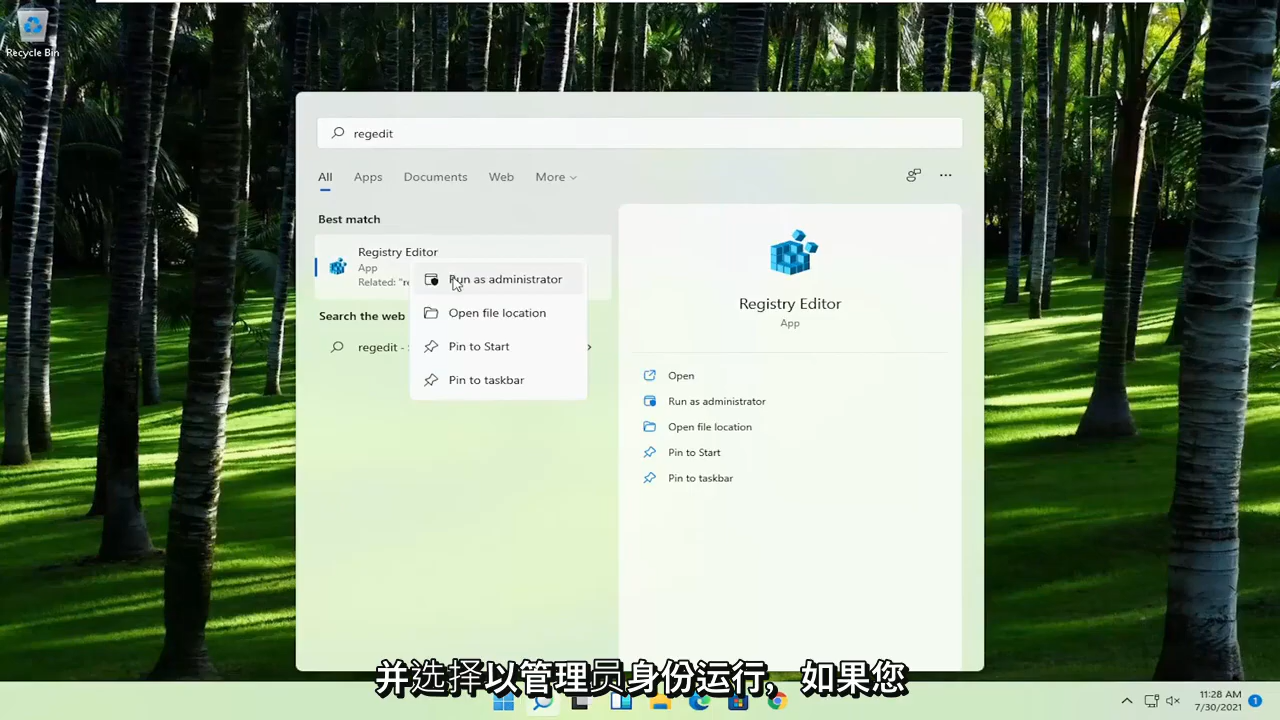 Recycle Bin
regedit
All Apps Documents Web More
Best match
Registry Editor
App
Related: "re
Run as administrator
Open file location
Pin to Start
Pin to taskbar
Search the web
regedit -
Registry Editor
App
Open
Run as administrator
Open file location
Pin to Start
Pin to taskbar
并选择以管理员身份运行，如果您
11:28 AM
7/30/2021
1